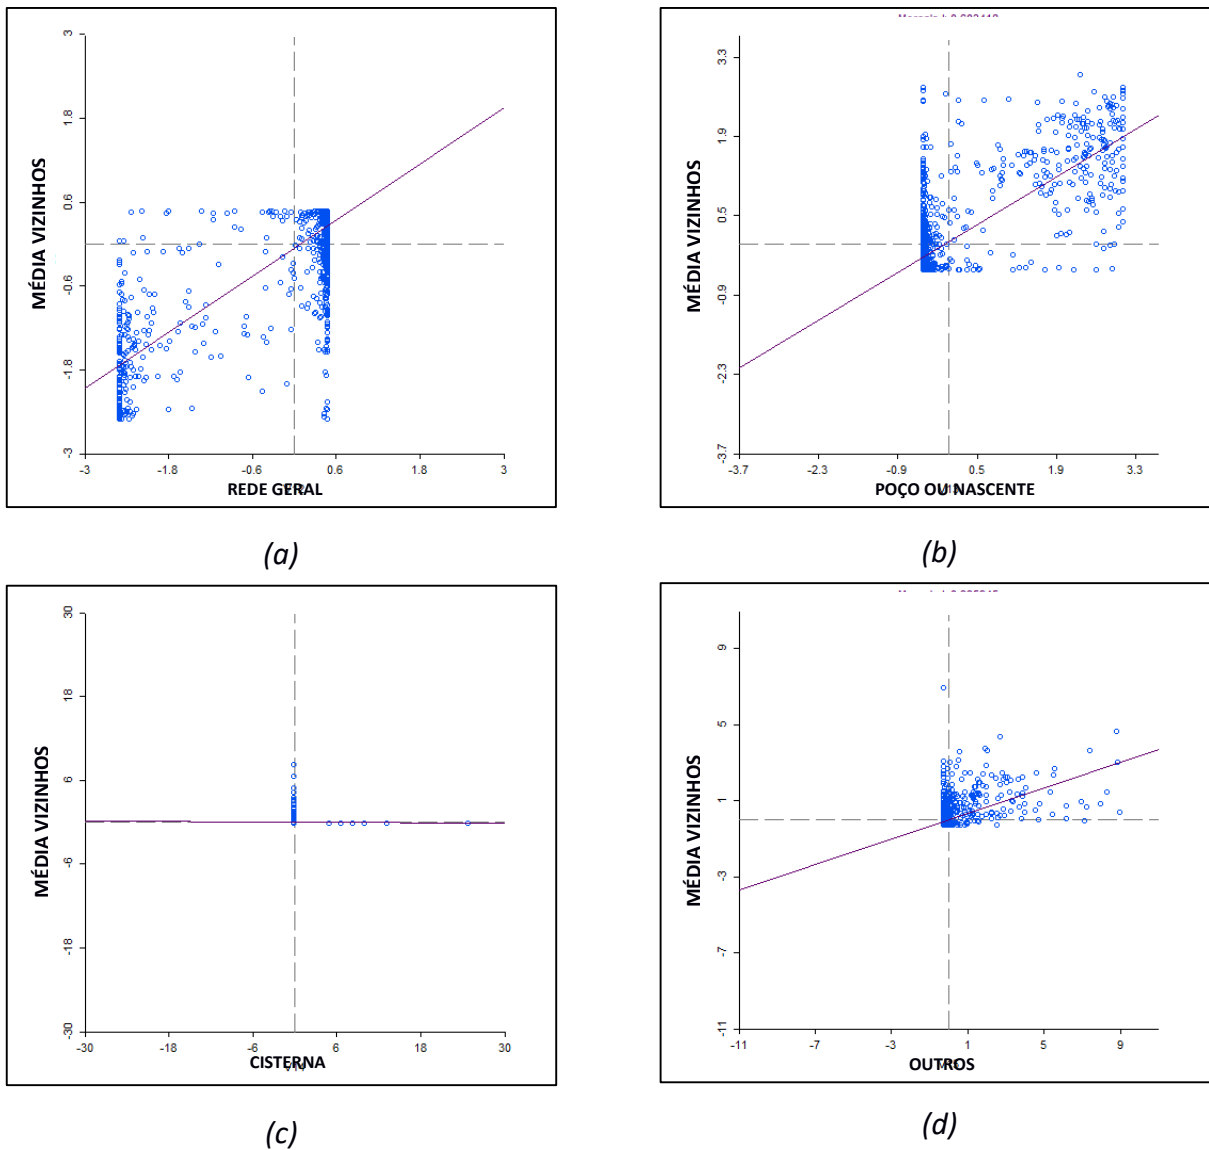 3
1.8
0.6
-0.6
-1.8
-3
MÉDIA VIZINHOS
-3 -1.8 -0.6 0.6 1.8 3
REDE GERAL
(a)
3.3
1.9
0.5
-0.9
-2.3
-3.7
MÉDIA VIZINHOS
-3.7 -2.3 -0.9 0.5 1.9 3.3
POÇO OU NASCENTE
(b)
30
18
6
-6
-18
-30
MÉDIA VIZINHOS
-30 -18 -6 6 18 30
CISTERNA
(c)
9
5
1
-3
-7
-11
MÉDIA VIZINHOS
-11 -7 -3 1 5 9
OUTROS
(d)